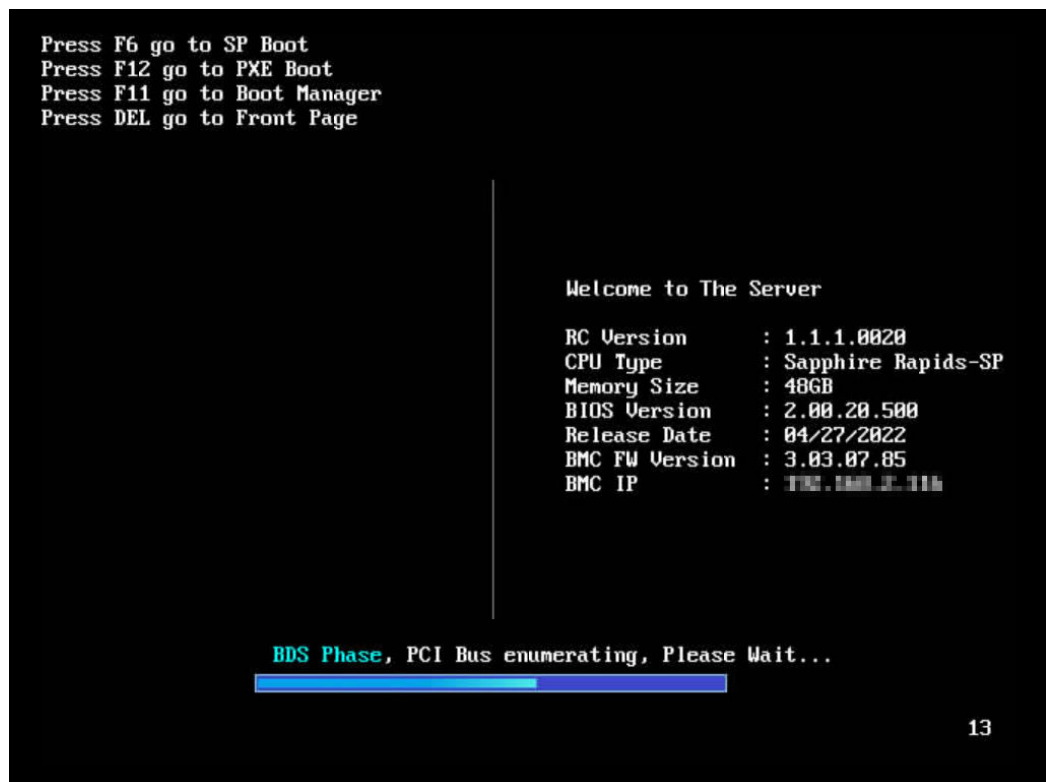 Press F6 go to SP Boot
Press F12 go to PXE Boot
Press F11 go to Boot Manager
Press DEL go to Front Page
Welcome to The Server
RC Version : 1.1.1.0020
CPU Type : Sapphire Rapids-SP
Memory Size : 48GB
BIOS Version : 2.00.20.500
Release Date : 04/27/2022
BMC FW Version : 3.03.07.85
BMC IP :
BDS Phase, PCI Bus enumerating, Please Wait...
13